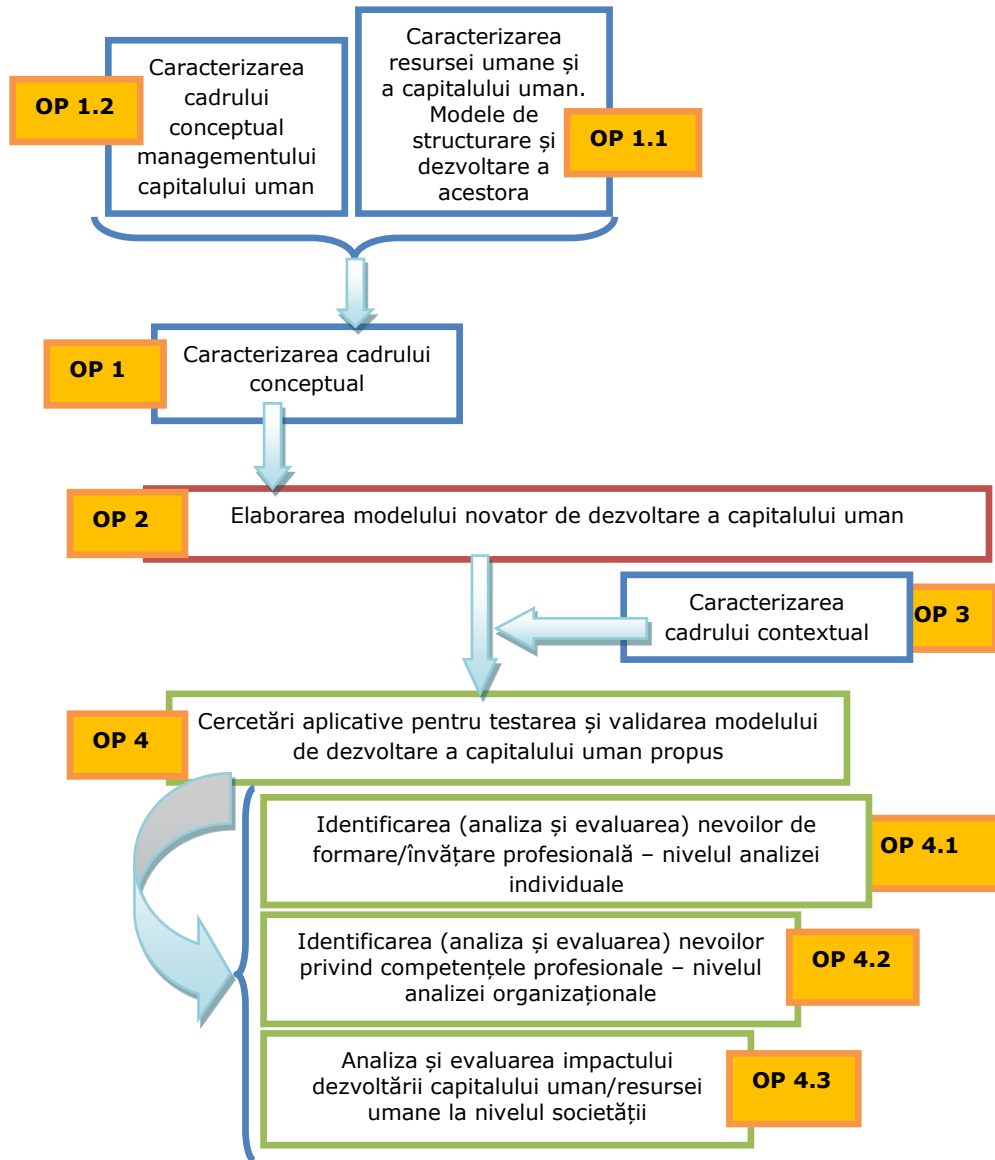 OP 1.2
Caracterizarea
cadrului
conceptual
managementului
capitalului uman
Caracterizarea
resursei umane și
a capitalului uman.
Modele de
structurare și
dezvoltare a
acestora
OP 1.1
OP 1
Caracterizarea cadrului
conceptual
OP 2
Elaborarea modelului novator de dezvoltare a capitalului uman
Caracterizarea
cadrului contextual
OP 3
OP 4
Cercetări aplicative pentru testarea și validarea modelului
de dezvoltare a capitalului uman propus
Identificarea (analiza și evaluarea) nevoilor de
formare/învățare profesională – nivelul analizei
individuale
OP 4.1
Identificarea (analiza și evaluarea) nevoilor
privind competențele profesionale – nivelul
analizei organizaționale
OP 4.2
Analiza și evaluarea impactului
dezvoltării capitalului uman/resursei
umane la nivelul societății
OP 4.3